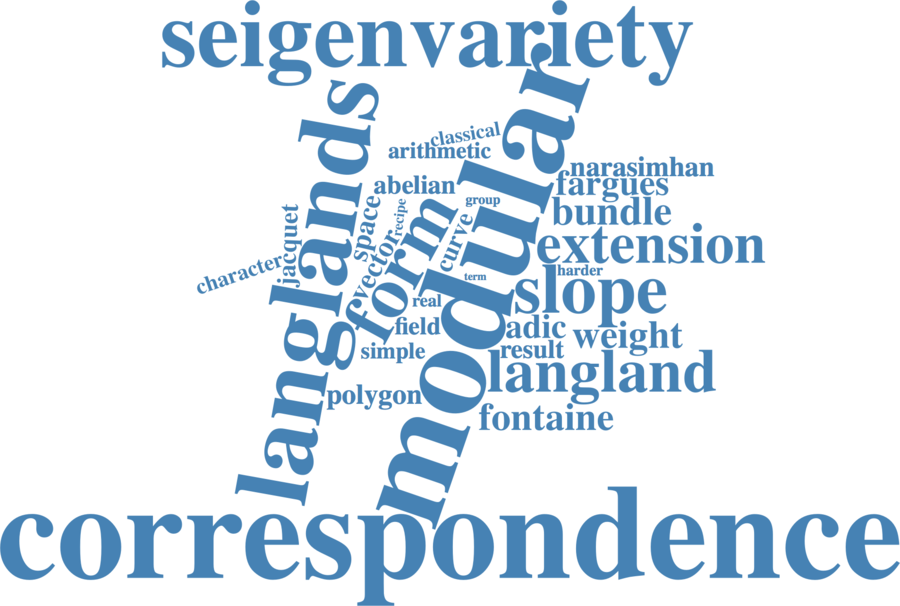 seigenvariety
langlands
modular
classical
arithmetic
narasimhan
fargues
abelian
group
bundle
space
recipe
form
curve
jacquet
vector
extension
character
term
harder
slope
real
field
adic
weight
simple
result
langland
polygon
fontaine
correspondence